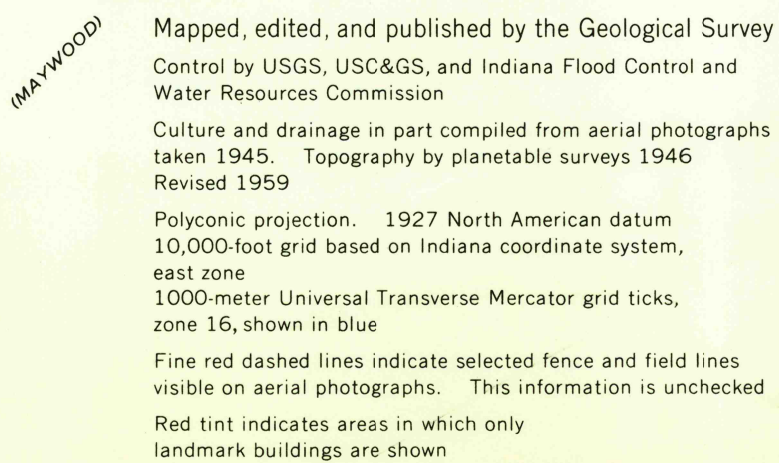 (MAYWOOD)
Mapped, edited, and published by the Geological Survey
Control by USGS, USC&GS, and Indiana Flood Control and
Water Resources Commission
Culture and drainage in part compiled from aerial photographs
taken 1945. Topography by planetable surveys 1946
Revised 1959
Polyconic projection. 1927 North American datum
10,000-foot grid based on Indiana coordinate system,
east zone
1000-meter Universal Transverse Mercator grid ticks,
zone 16, shown in blue
Fine red dashed lines indicate selected fence and field lines
visible on aerial photographs. This information is unchecked
Red tint indicates areas in which only
landmark buildings are shown